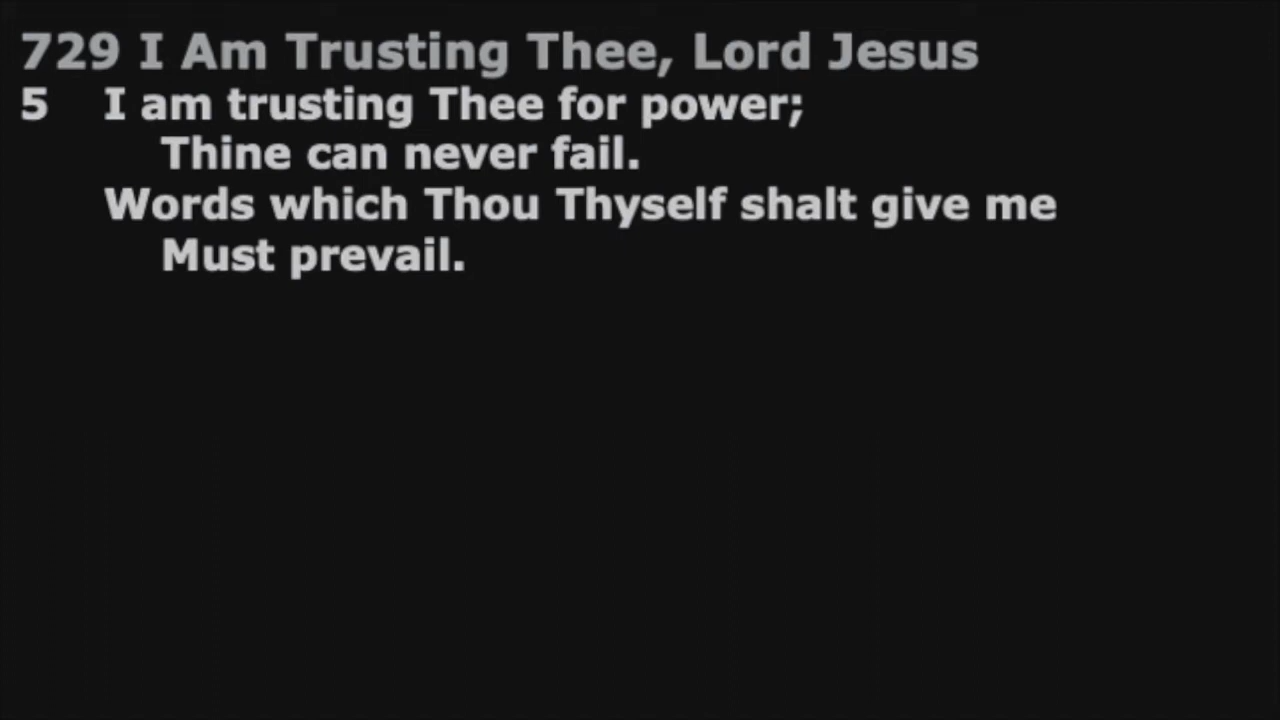 729 I Am Trusting Thee, Lord Jesus
5 I am trusting Thee for power;
Thine can never fail.
Words which Thou Thyself shalt give me
Must prevail.